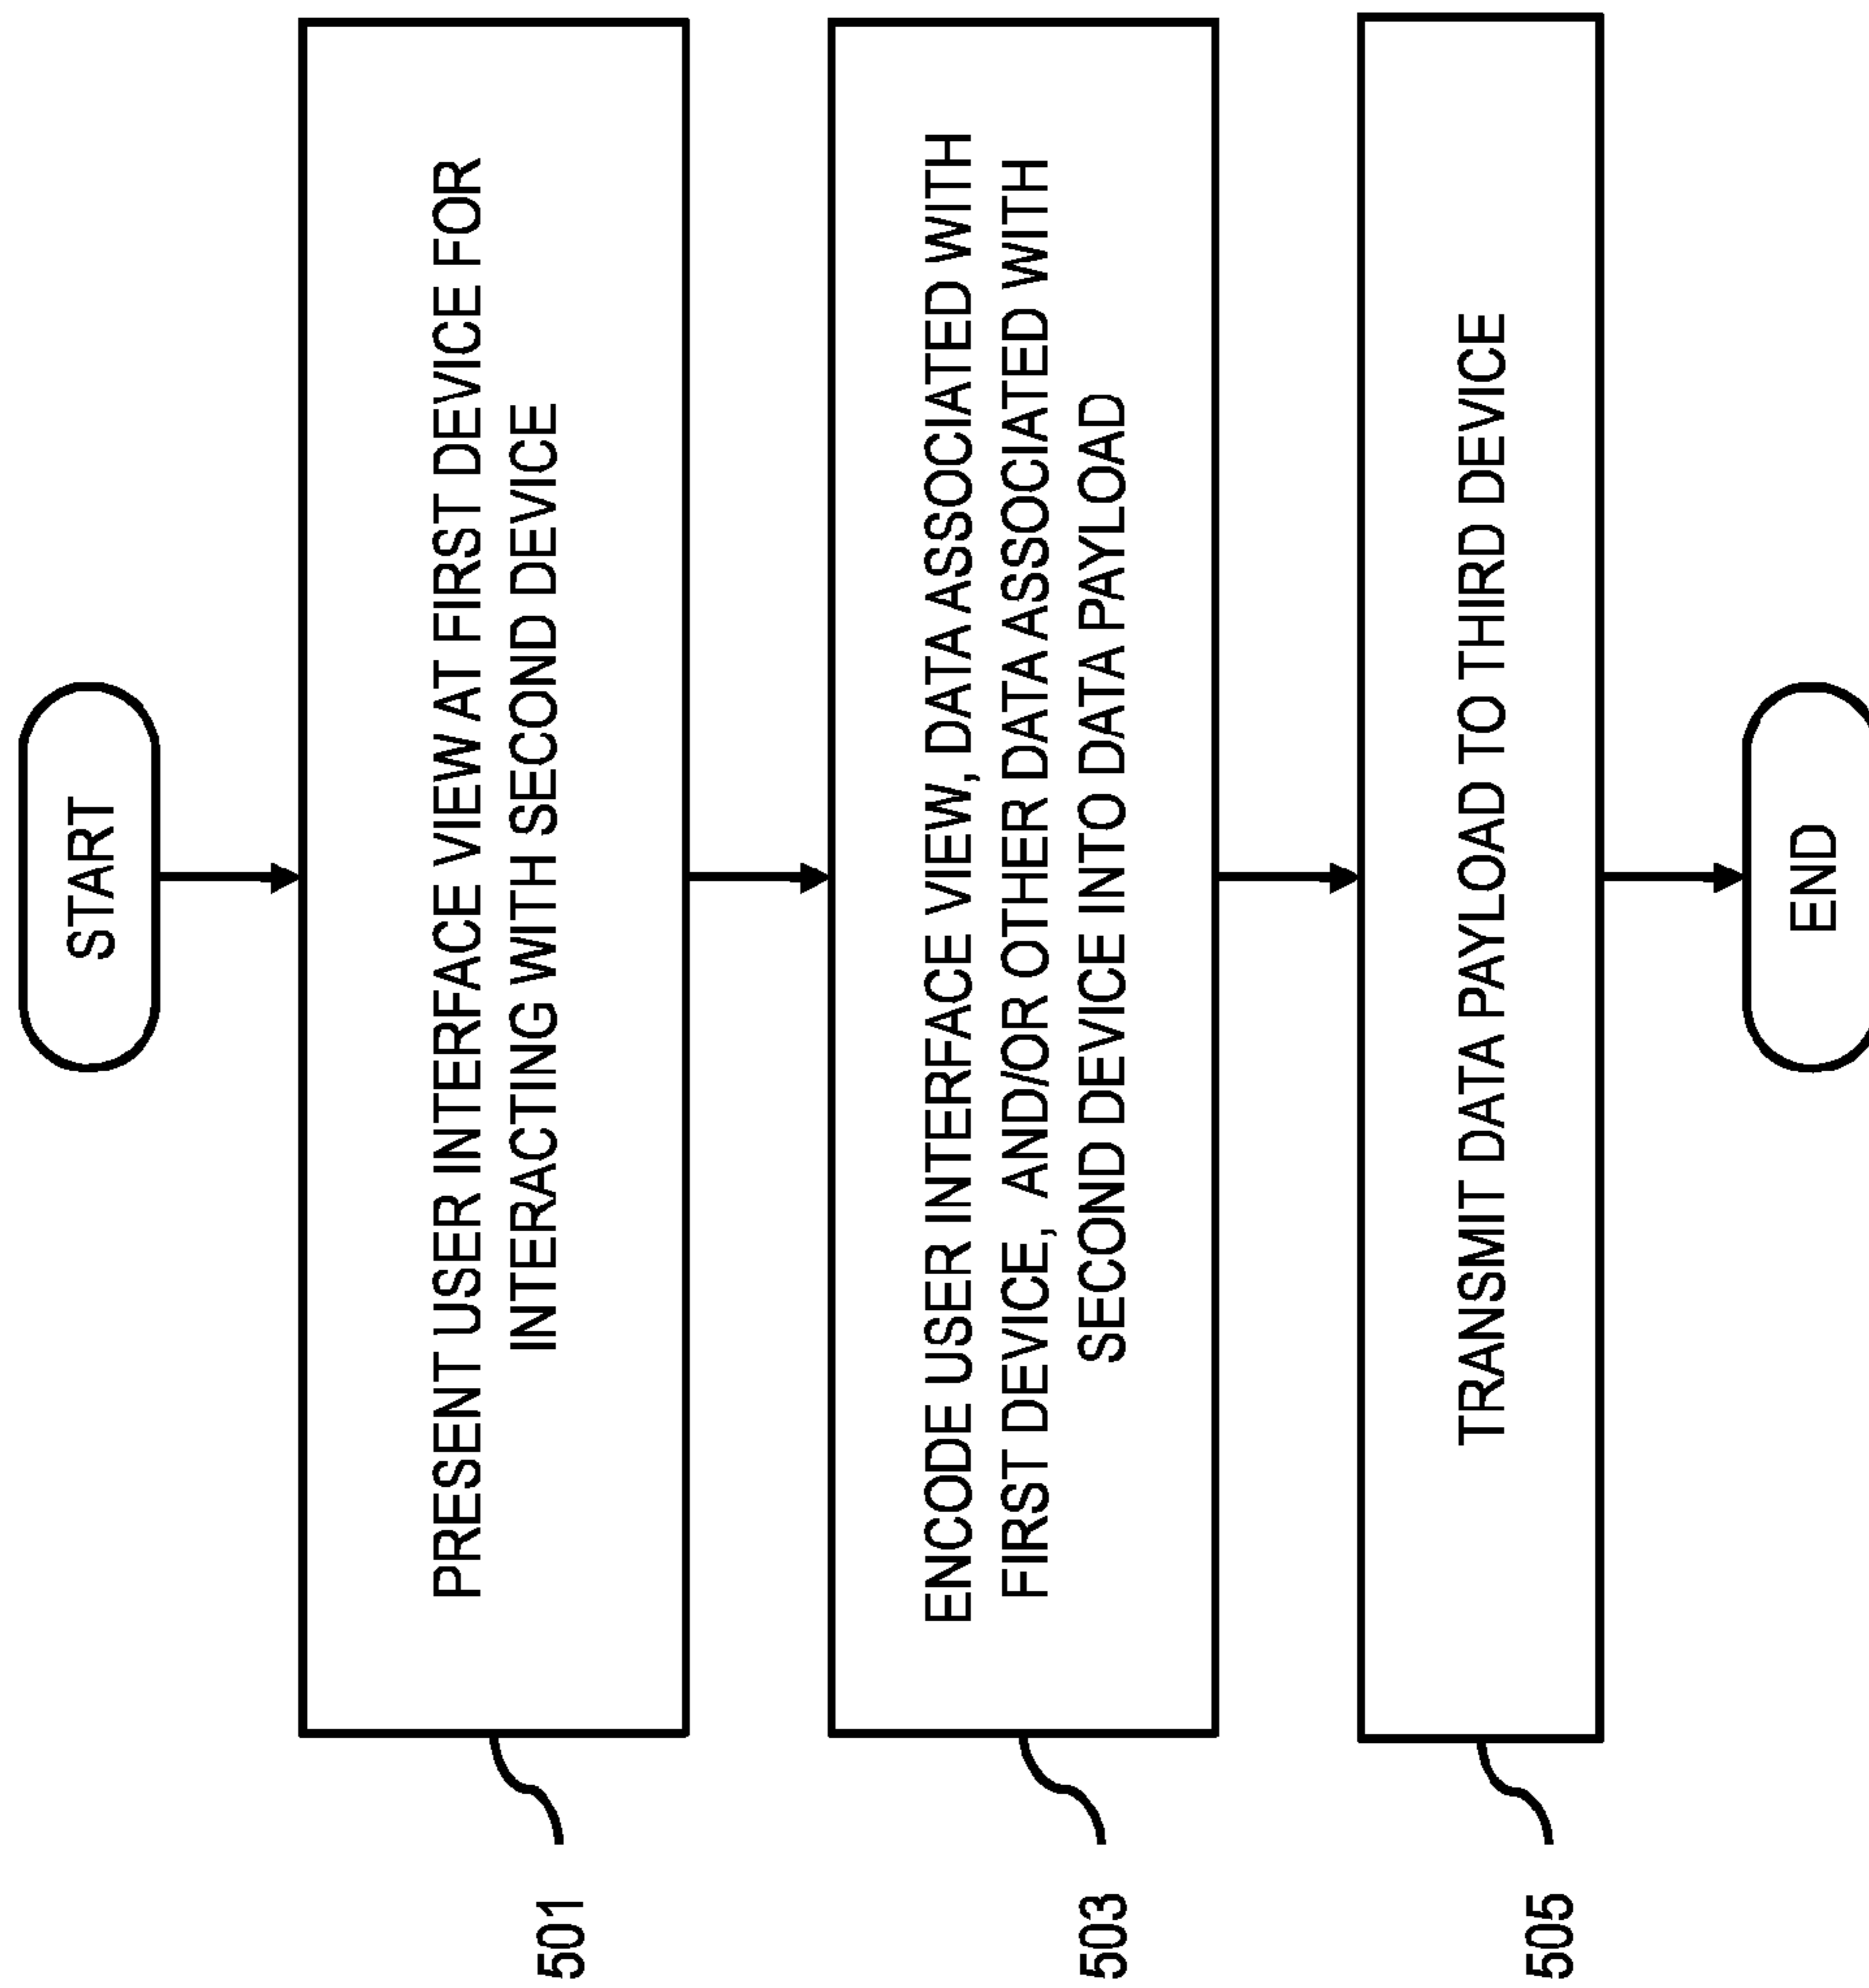 START
PRESENT USER INTERFACE VIEW AT FIRST DEVICE FOR
INTERACTING WITH SECOND DEVICE
501
ENCODE USER INTERFACE VIEW, DATA ASSOCIATED WITH
FIRST DEVICE, AND/OR OTHER DATA ASSOCIATED WITH
SECOND DEVICE INTO DATA PAYLOAD
503
TRANSMIT DATA PAYLOAD TO THIRD DEVICE
505
END